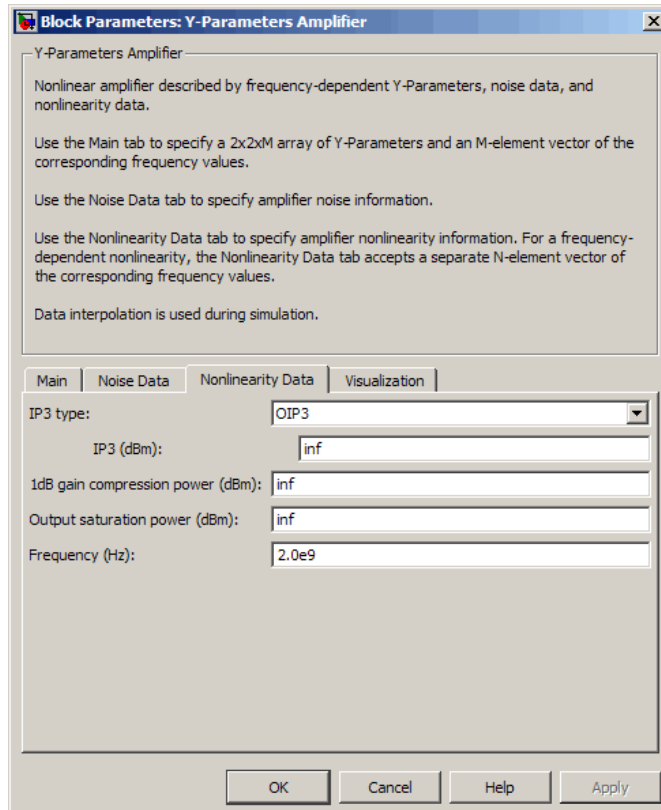 Block Parameters: Y-Parameters Amplifier
Y-Parameters Amplifier
Nonlinear amplifier described by frequency-dependent Y-Parameters, noise data, and
nonlinearity data.
Use the Main tab to specify a 2x2xM array of Y-Parameters and an M-element vector of the
corresponding frequency values.
Use the Noise Data tab to specify amplifier noise information.
Use the Nonlinearity Data tab to specify amplifier nonlinearity information. For a frequency-
dependent nonlinearity, the Nonlinearity Data tab accepts a separate N-element vector of
the corresponding frequency values.
Data interpolation is used during simulation.
Main Noise Data Nonlinearity Data Visualization
IP3 type: OIP3
IP3 (dBm): inf
1dB gain compression power (dBm): inf
Output saturation power (dBm): inf
Frequency (Hz): 2.0e9
OK Cancel Help Apply